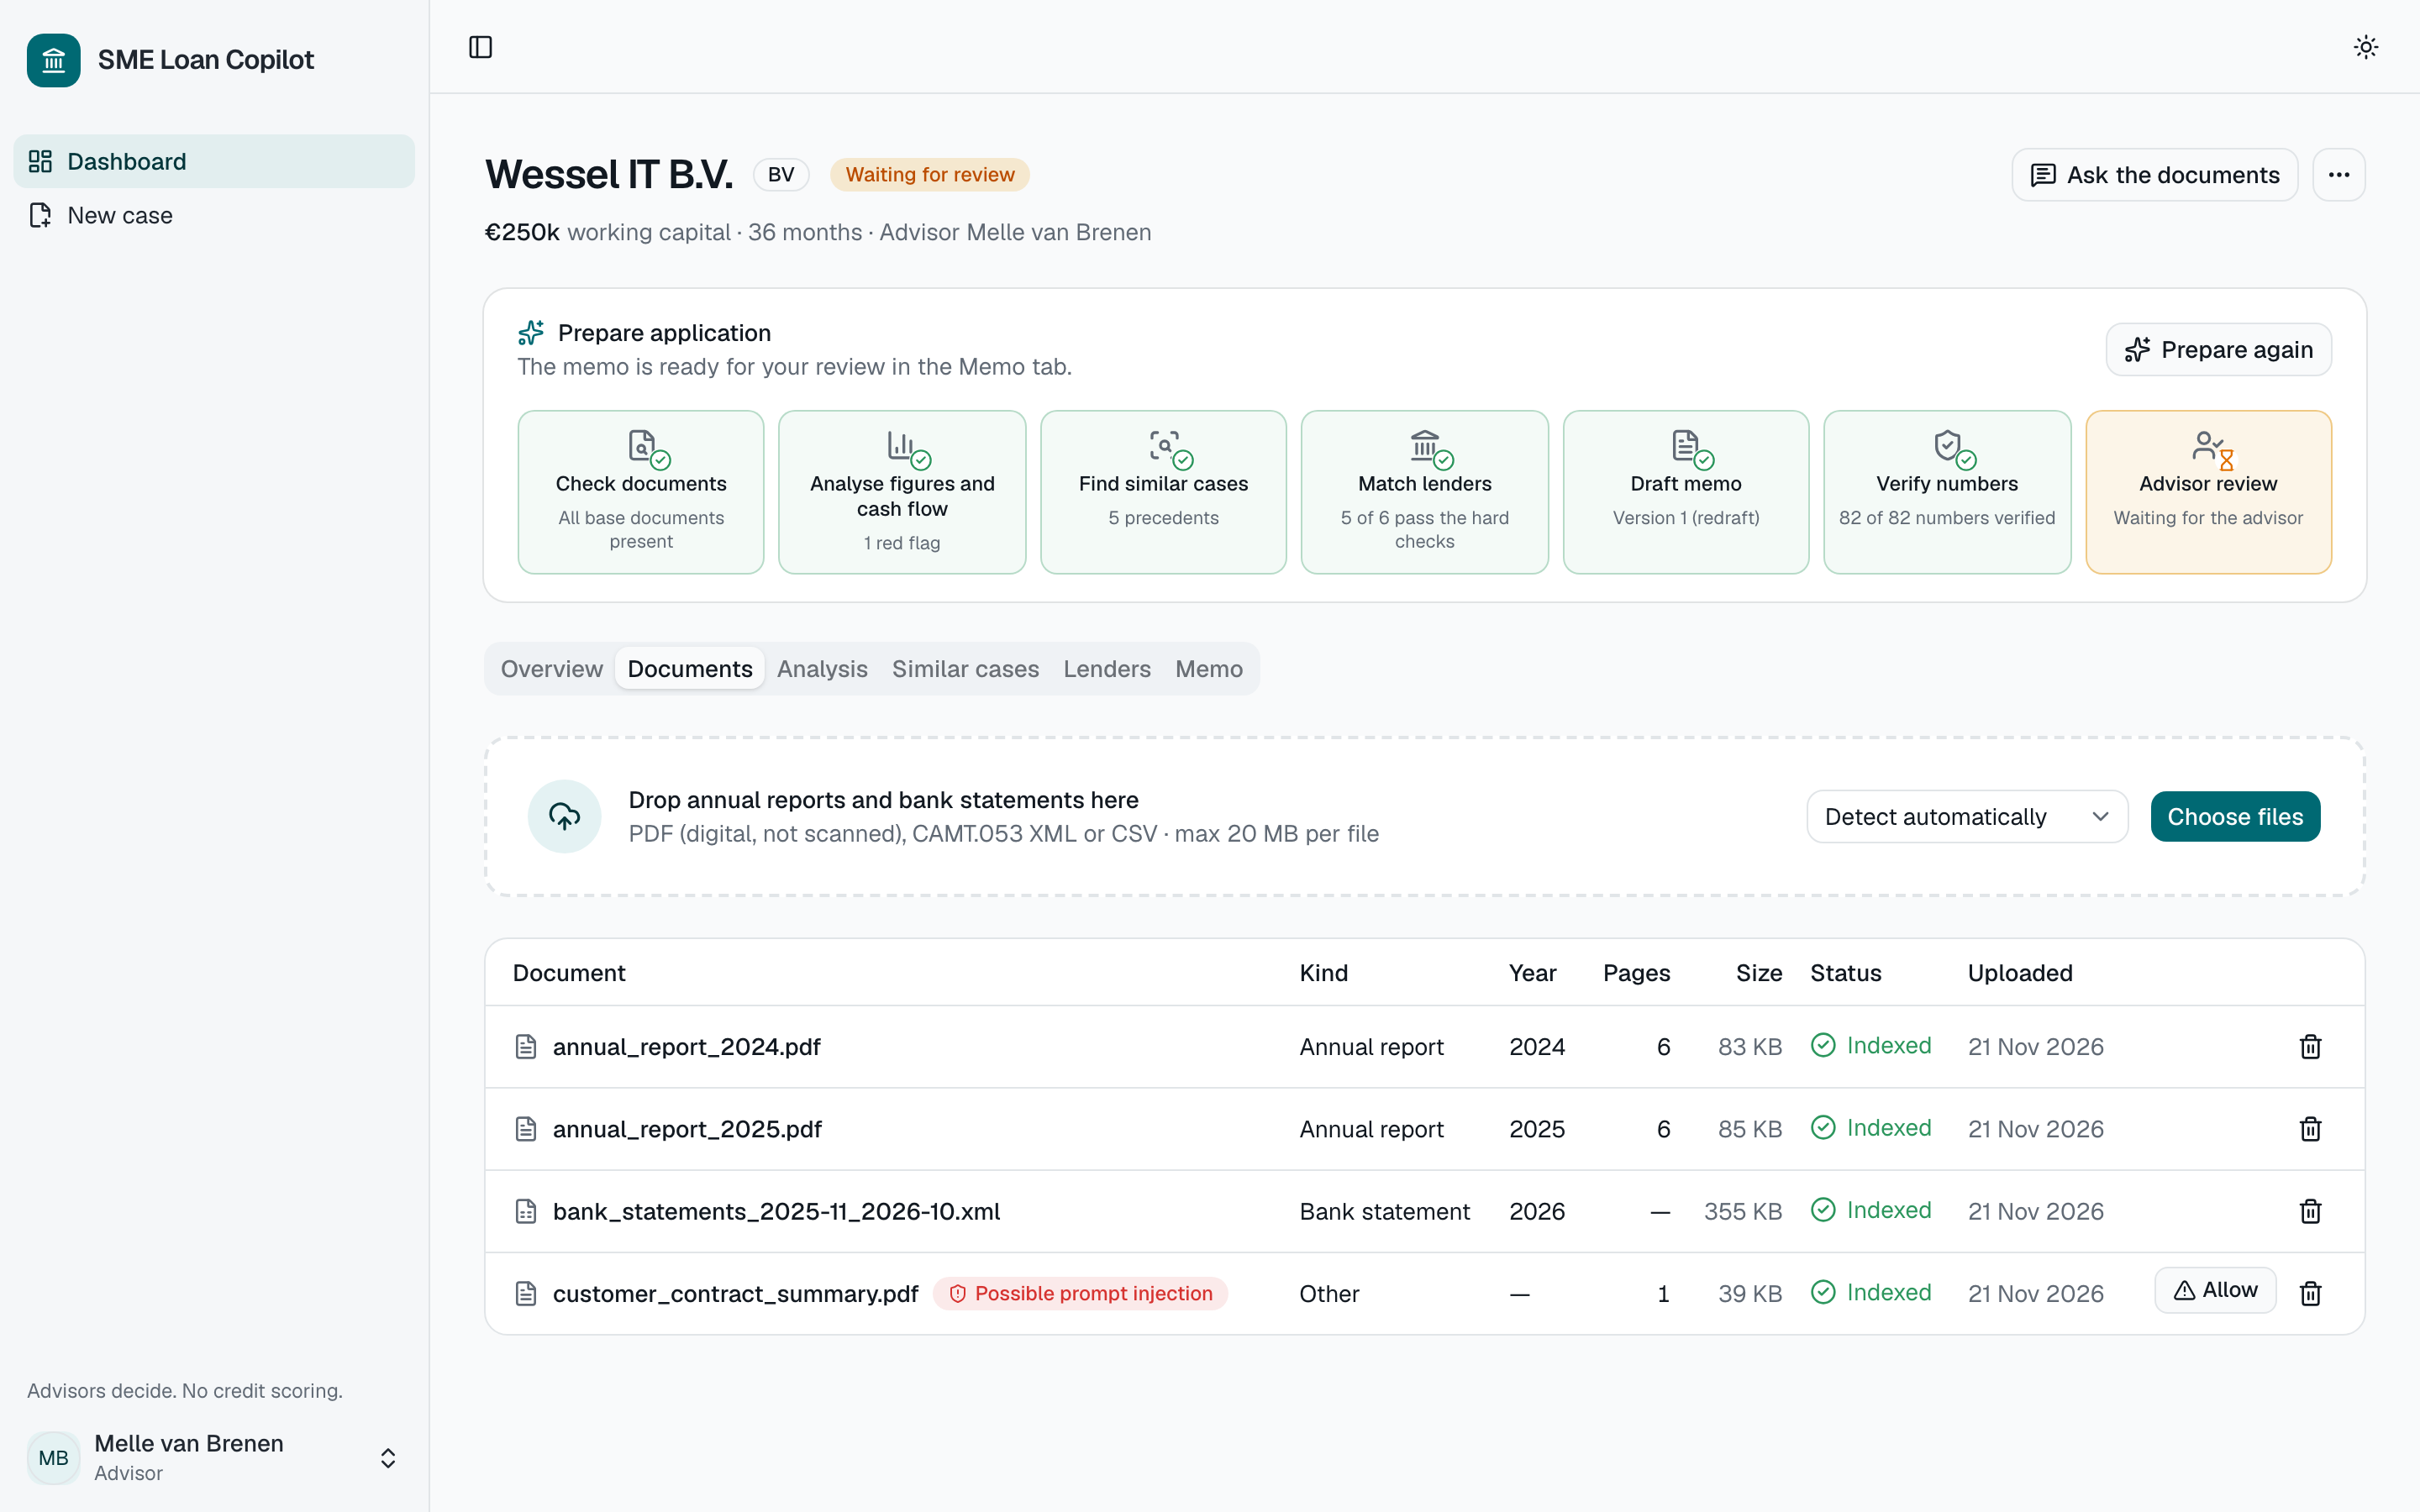 SME Loan Copilot
Dashboard
New case
Wessel IT B.V.
BV
Waiting for review
Ask the documents
€250k working capital · 36 months · Advisor Melle van Brenen
Prepare application
The memo is ready for your review in the Memo tab.
Prepare again
Check documents
All base documents
present
Analyse figures and
cash flow
1 red flag
Find similar cases
5 precedents
Match lenders
5 of 6 pass the hard
checks
Draft memo
Version 1 (redraft)
Verify numbers
82 of 82 numbers verified
Advisor review
Waiting for the advisor
Overview Documents Analysis Similar cases Lenders Memo
Drop annual reports and bank statements here
PDF (digital, not scanned), CAMT.053 XML or CSV · max 20 MB per file
Detect automatically
Choose files
Document Kind Year Pages Size Status Uploaded
annual_report_2024.pdf Annual report 2024 6 83 KB Indexed 21 Nov 2026
annual_report_2025.pdf Annual report 2025 6 85 KB Indexed 21 Nov 2026
bank_statements_2025-11_2026-10.xml Bank statement 2026 — 355 KB Indexed 21 Nov 2026
customer_contract_summary.pdf Possible prompt injection Other — 1 39 KB Indexed 21 Nov 2026 Allow
Advisors decide. No credit scoring.
MB
Melle van Brenen
Advisor